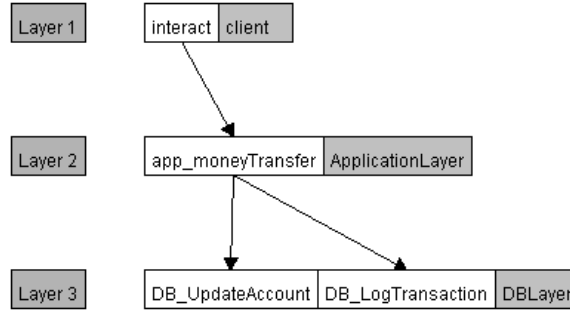 Layer 1 interact client
Layer 2 app_moneyTransfer ApplicationLayer
Layer 3 DB_UpdateAccount DB_LogTransaction DBLayer